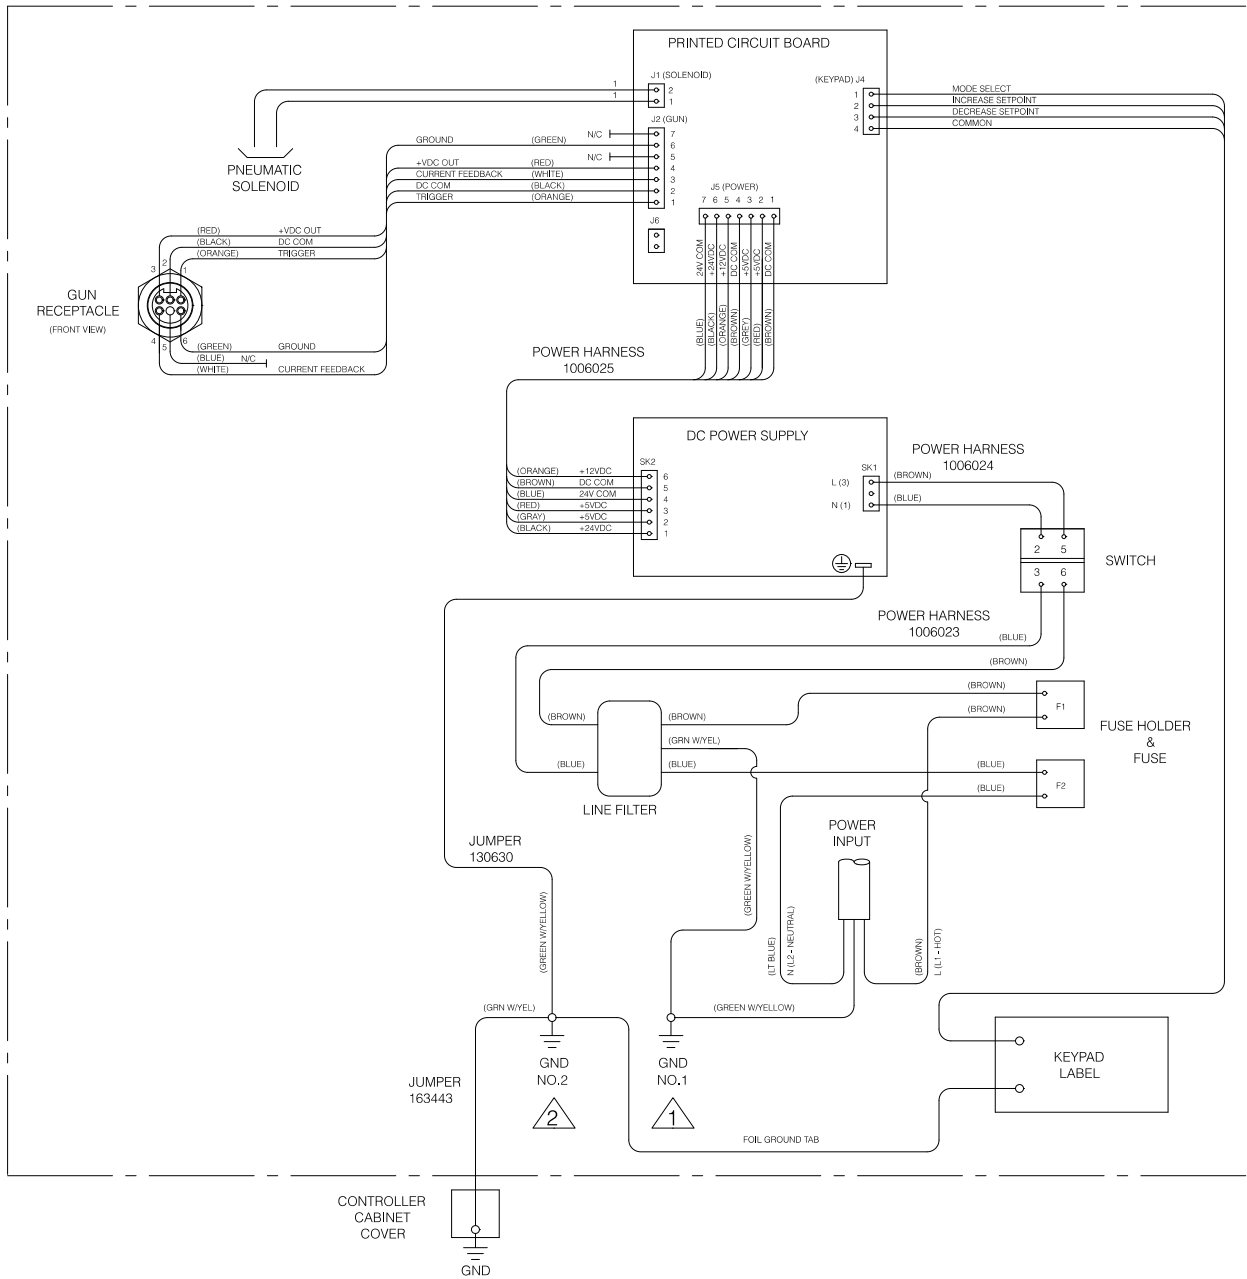 PRINTED CIRCUIT BOARD
J1 (SOLENOID)
1
2
1
1
(KEYPAD) J4
1
2
3
4
MODE SELECT
INCREASE SETPOINT
DECREASE SETPOINT
COMMON
J2 (GUN)
N/C
7
GROUND
(GREEN)
6
N/C
5
+VDC OUT
(RED)
4
CURRENT FEEDBACK
(WHITE)
3
DC COM
(BLACK)
2
TRIGGER
(ORANGE)
1
PNEUMATIC
SOLENOID
J6
J5 (POWER)
7 6 5 4 3 2 1
24V COM
+24VDC
+12VDC
DC COM
+5VDC
+5VDC
DC COM
(BLUE)
(BLACK)
(ORANGE)
(BROWN)
(GREY)
(RED)
(BROWN)
(RED)
+VDC OUT
(BLACK)
DC COM
(ORANGE)
TRIGGER
3
2
1
GUN
RECEPTACLE
(FRONT VIEW)
4
5
6
(GREEN)
GROUND
(BLUE)
N/C
(WHITE)
CURRENT FEEDBACK
POWER HARNESS
1006025
DC POWER SUPPLY
SK2
(ORANGE)
+12VDC
6
(BROWN)
DC COM
5
(BLUE)
24V COM
4
(RED)
+5VDC
3
(GRAY)
+5VDC
2
(BLACK)
+24VDC
1
SK1
L (3)
N (1)
POWER HARNESS
1006024
(BROWN)
(BLUE)
2 5
3 6
SWITCH
POWER HARNESS
1006023
(BLUE)
(BROWN)
(BROWN)
(BROWN)
F1
(BROWN)
(BROWN)
(GRN W/YEL)
(BLUE)
(BLUE)
LINE FILTER
(BLUE)
(BLUE)
F2
FUSE HOLDER
&
FUSE
POWER
INPUT
JUMPER
130630
(GREEN W/YELLOW)
(GREEN W/YELLOW)
(LT BLUE)
N (L2 - NEUTRAL)
(BROWN)
L (L1 - HOT)
(GRN W/YEL)
(GREEN W/YELLOW)
GND
NO.2
2
GND
NO.1
1
JUMPER
163443
KEYPAD
LABEL
FOIL GROUND TAB
CONTROLLER
CABINET
COVER
GND